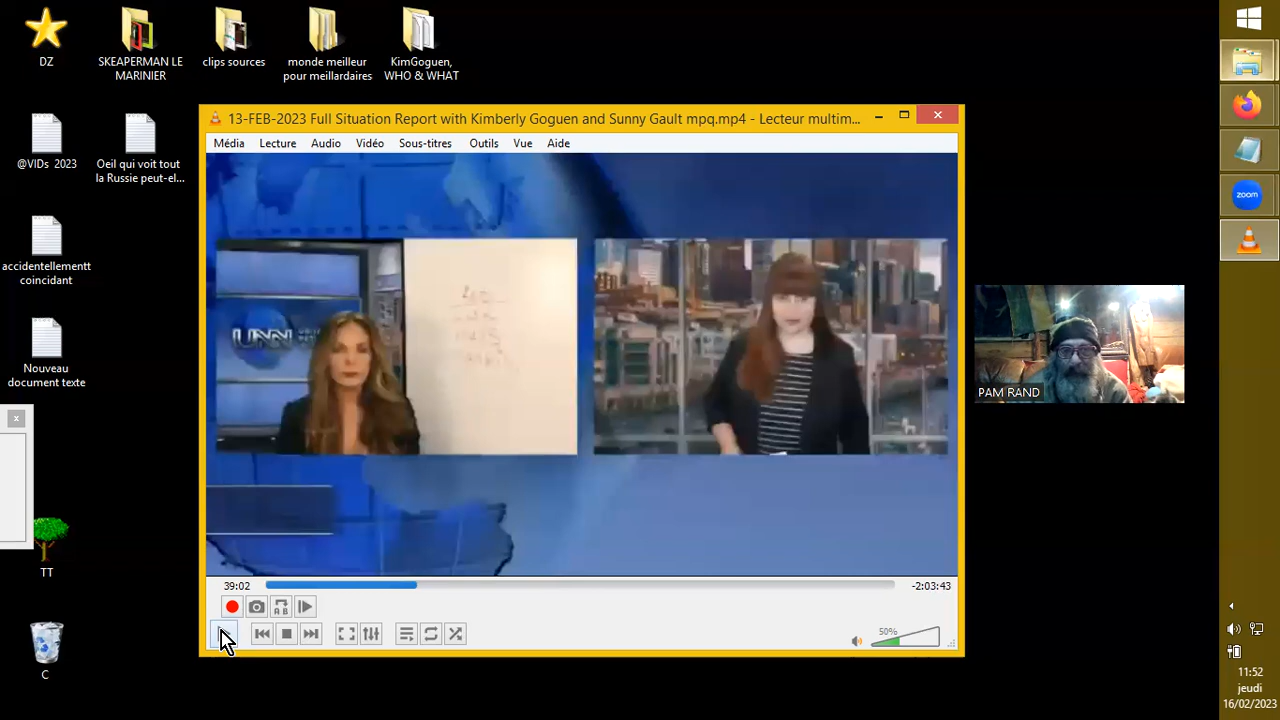 DZ
SKEAPERMAN LE
MARINIER
clips sources
monde meilleur
pour meillardaires
KimGoguen,
WHO & WHAT
@VIDs 2023
Oeil qui voit tout
la Russie peut-el...
accidentellementt
coincidant
Nouveau
document texte
x
TT
C
13-FEB-2023 Full Situation Report with Kimberly Goguen and Sunny Gault mpq.mp4 - Lecteur multim...
Média Lecture Audio Vidéo Sous-titres Outils Vue Aide
UNN
39:02
-2:03:43
A B
50%
PAM RAND
zoom
11:52
jeudi
16/02/2023